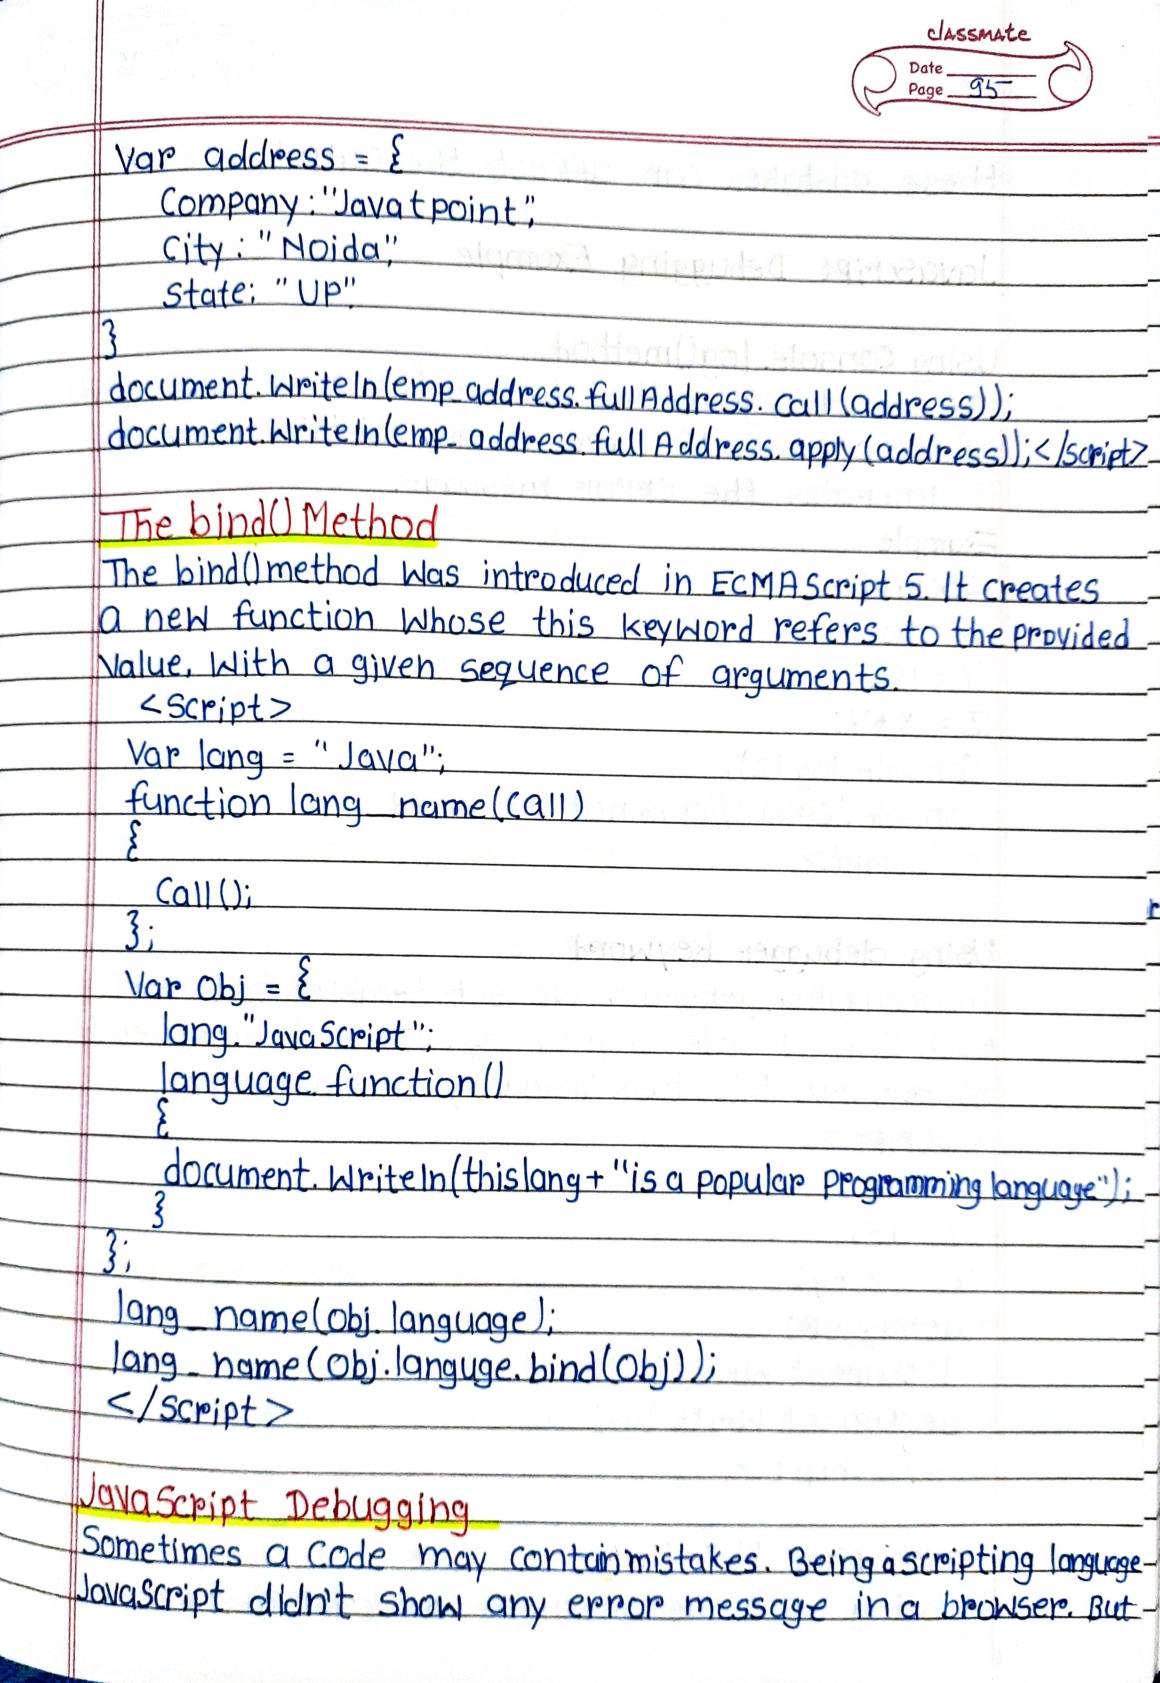 classmate
Date
Page 95
var address = {
Company:"Javatpoint",
City: "Noida",
State: "UP"
}
document.writeln(emp_address.fullAddress.call(address));
document.writeln(emp_address.fullAddress.apply(address));</script>
The bind() Method
The bind() method was introduced in ECMAScript 5. It creates
a new function whose this keyword refers to the provided
value, with a given sequence of arguments.
<Script>
Var lang = "Java";
function lang_name(call)
{
Call();
};
Var obj = {
lang."JavaScript";
language function()
{
document.writeln(thislang+ "is a popular programming language");
}
};
lang_name(obj.language);
lang_name(obj.languge.bind(obj));
</script>
JavaScript Debugging
Sometimes a code may contain mistakes. Being a scripting language
JavaScript didn't show any error message in a browser. But